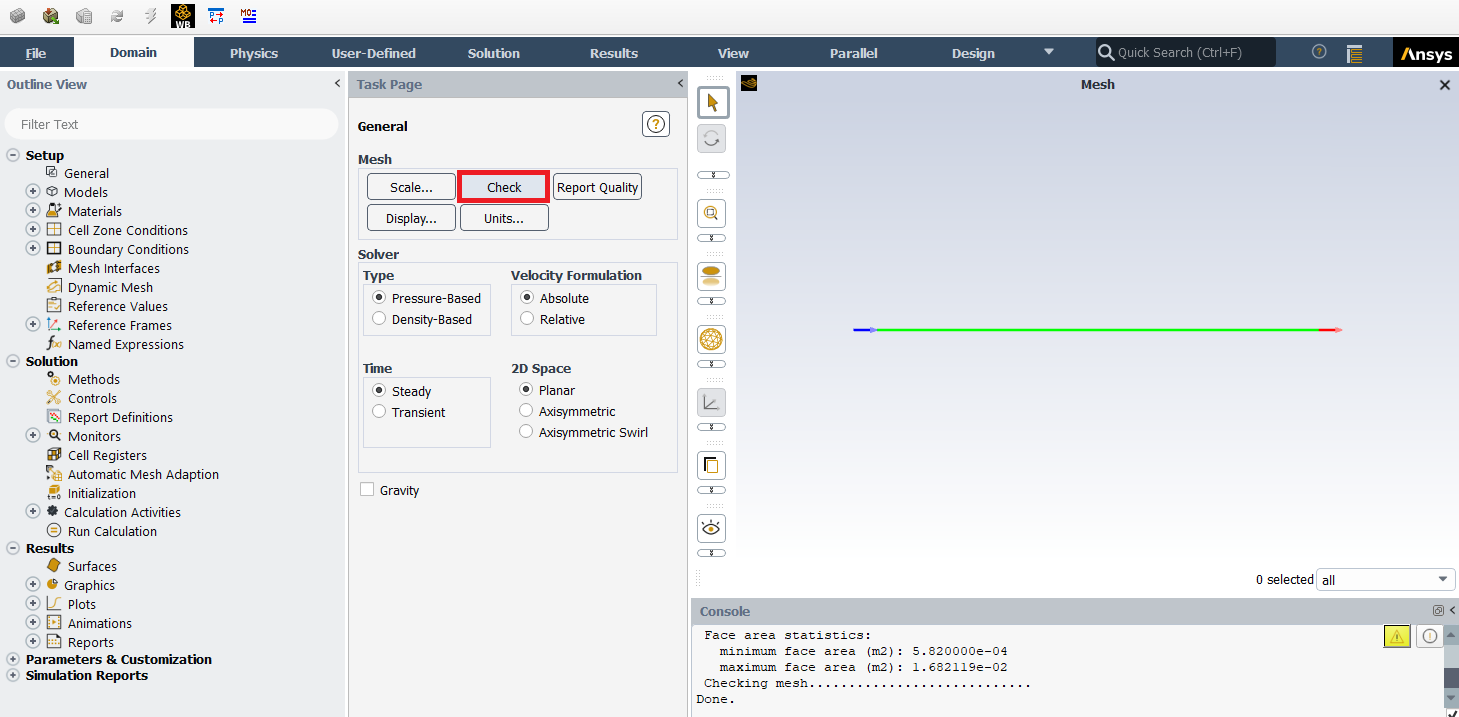 WB
P
P
MO
File
Domain
Physics
User-Defined
Solution
Results
View
Parallel
Design
Quick Search (Ctrl+F)
Ansys
Outline View
Filter Text
Setup
General
Models
Materials
Cell Zone Conditions
Boundary Conditions
Mesh Interfaces
Dynamic Mesh
Reference Values
Reference Frames
Named Expressions
Solution
Methods
Controls
Report Definitions
Monitors
Cell Registers
Automatic Mesh Adaption
Initialization
Calculation Activities
Run Calculation
Results
Surfaces
Graphics
Plots
Animations
Reports
Parameters & Customization
Simulation Reports
Task Page
General
Mesh
Scale...
Check
Report Quality
Display...
Units...
Solver
Type
Pressure-Based
Density-Based
Velocity Formulation
Absolute
Relative
Time
Steady
Transient
2D Space
Planar
Axisymmetric
Axisymmetric Swirl
Gravity
Mesh
0 selected all
Console
Face area statistics:
minimum face area (m2): 5.820000e-04
maximum face area (m2): 1.682119e-02
Checking mesh............................
Done.